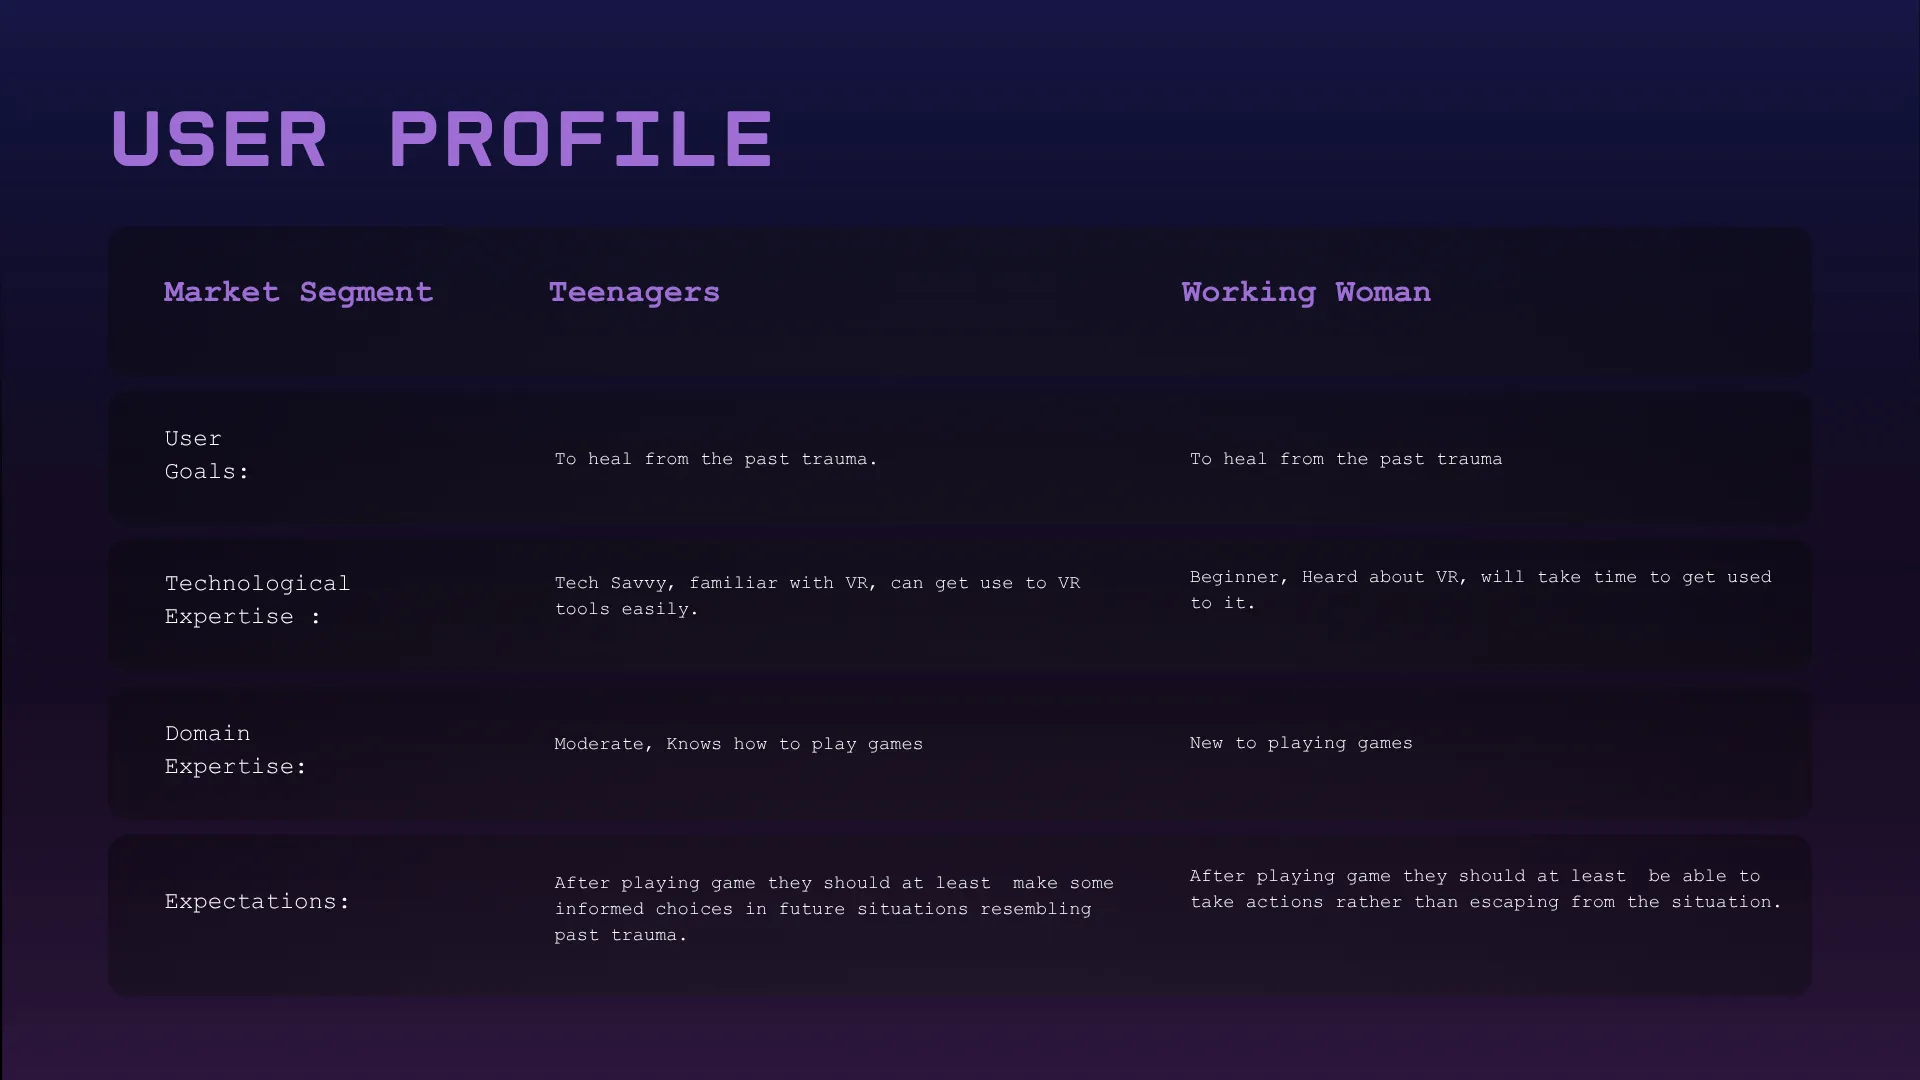 USER PROFILE
Market Segment
Teenagers
Working Woman
User
Goals:
To heal from the past trauma.
To heal from the past trauma
Technological
Expertise :
Tech Savvy, familiar with VR, can get use to VR
tools easily.
Beginner, Heard about VR, will take time to get used
to it.
Domain
Expertise:
Moderate, Knows how to play games
New to playing games
Expectations:
After playing game they should at least  make some
informed choices in future situations resembling
past trauma.
After playing game they should at least  be able to
take actions rather than escaping from the situation.